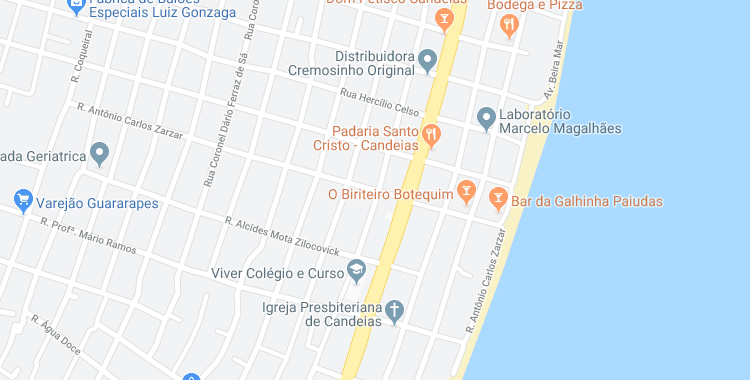 Fábrica de Balões
Especiais Luiz Gonzaga
Dom Petisco Candeias
Bodega e Pizza
Rua Coronel
R. Coqueiral
Distribuidora
Cremosinho Original
Av. Beira Mar
Rua Coronel Dário Ferraz de Sá
Rua Hercílio Celso
R. Antônio Carlos Zarzar
Laboratório
Marcelo Magalhães
Padaria Santo
Cristo - Candeias
ada Geriatrica
Varejão Guararapes
O Biriteiro Botequim
Bar da Galhinha Paiudas
R. Alcídes Mota Zilocovick
R. Profª. Mário Ramos
R. Antônio Carlos Zarzar
Viver Colégio e Curso
Igreja Presbiteriana
de Candeias
R. Água Doce